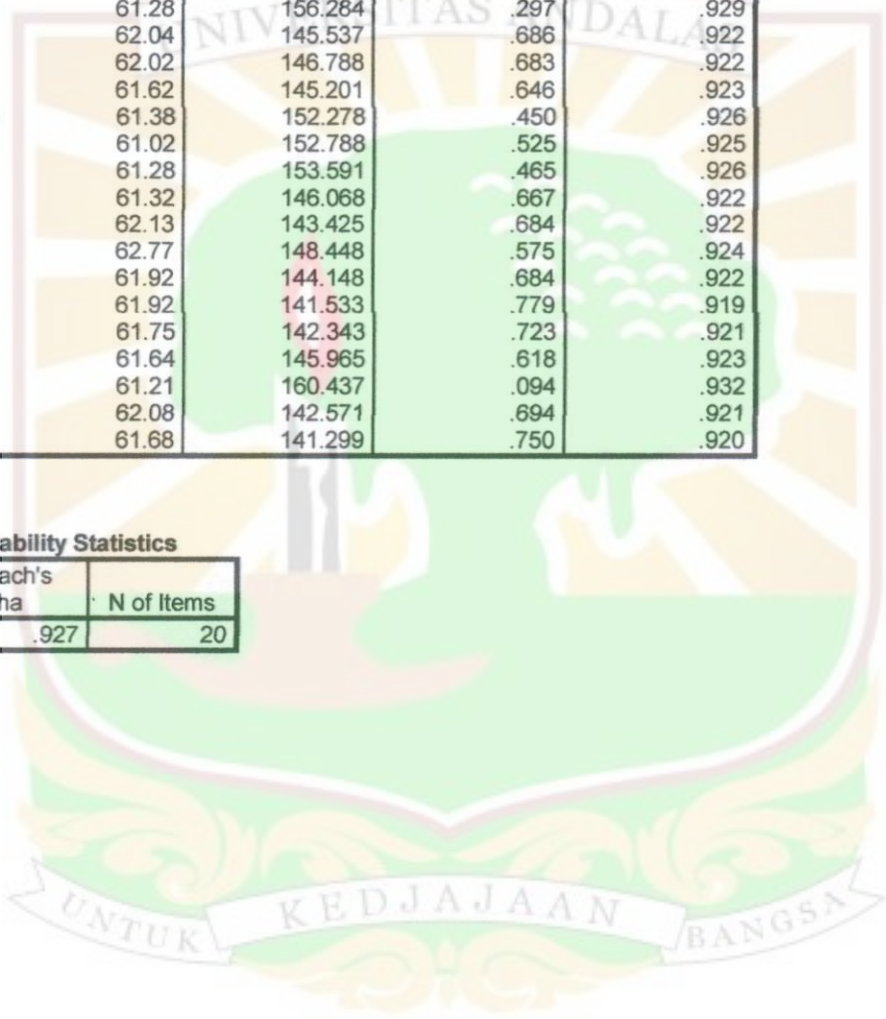 61.28 156.284 .297 .929
UNIVERSITAS ANDALAS
62.04 145.537 .686 .922
62.02 146.788 .683 .922
61.62 145.201 .646 .923
61.38 152.278 .450 .926
61.02 152.788 .525 .925
61.28 153.591 .465 .926
61.32 146.068 .667 .922
62.13 143.425 .684 .922
62.77 148.448 .575 .924
61.92 144.148 .684 .922
61.92 141.533 .779 .919
61.75 142.343 .723 .921
61.64 145.965 .618 .923
61.21 160.437 .094 .932
62.08 142.571 .694 .921
61.68 141.299 .750 .920
ability Statistics
ach's
ha N of Items
.927 20
UNTUK KEDJAJAAN BANGSA